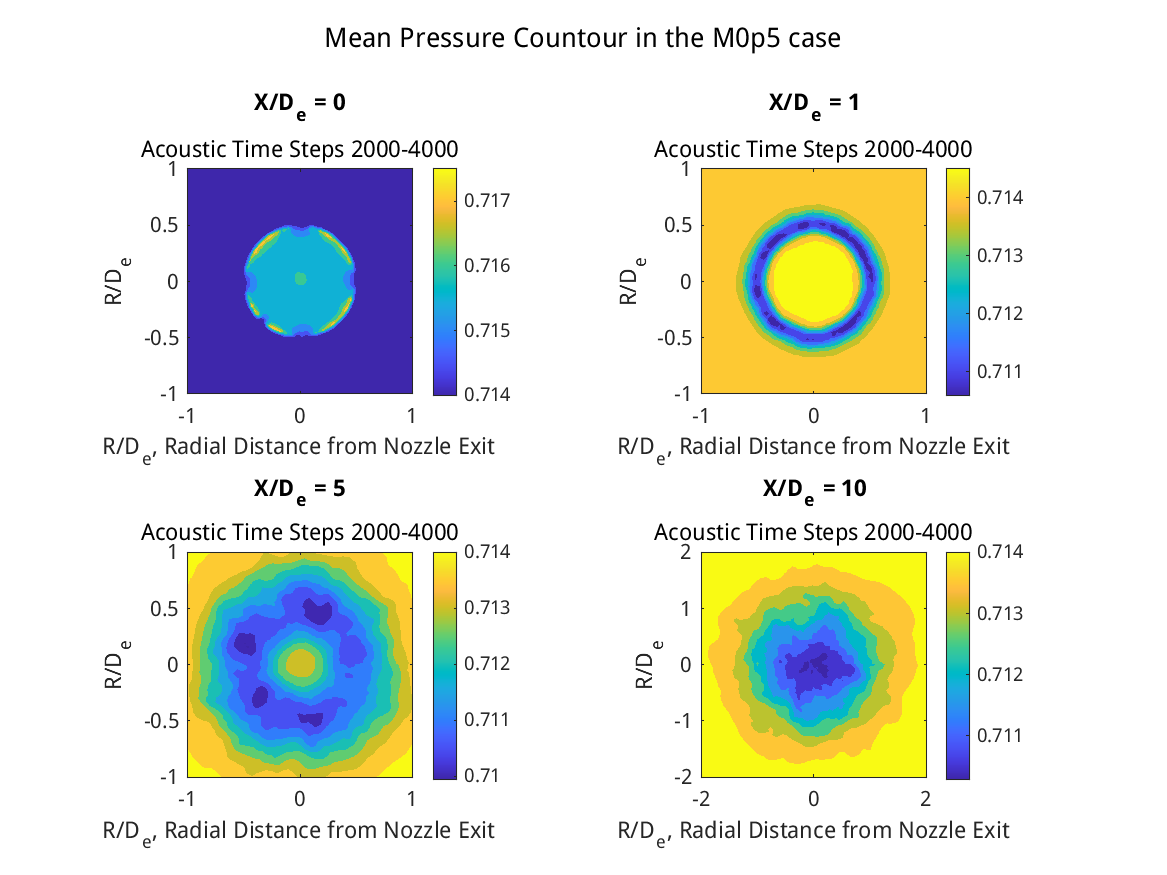 Mean Pressure Countour in the M0p5 case
X/De = 0
Acoustic Time Steps 2000-4000
1
0.5
0
-0.5
-1
R/De
-1 0 1
R/De, Radial Distance from Nozzle Exit
0.717
0.716
0.715
0.714
X/De = 1
Acoustic Time Steps 2000-4000
1
0.5
0
-0.5
-1
R/De
-1 0 1
R/De, Radial Distance from Nozzle Exit
0.714
0.713
0.712
0.711
X/De = 5
Acoustic Time Steps 2000-4000
1
0.5
0
-0.5
-1
R/De
-1 0 1
R/De, Radial Distance from Nozzle Exit
0.714
0.713
0.712
0.711
0.71
X/De = 10
Acoustic Time Steps 2000-4000
2
1
0
-1
-2
R/De
-2 0 2
R/De, Radial Distance from Nozzle Exit
0.714
0.713
0.712
0.711